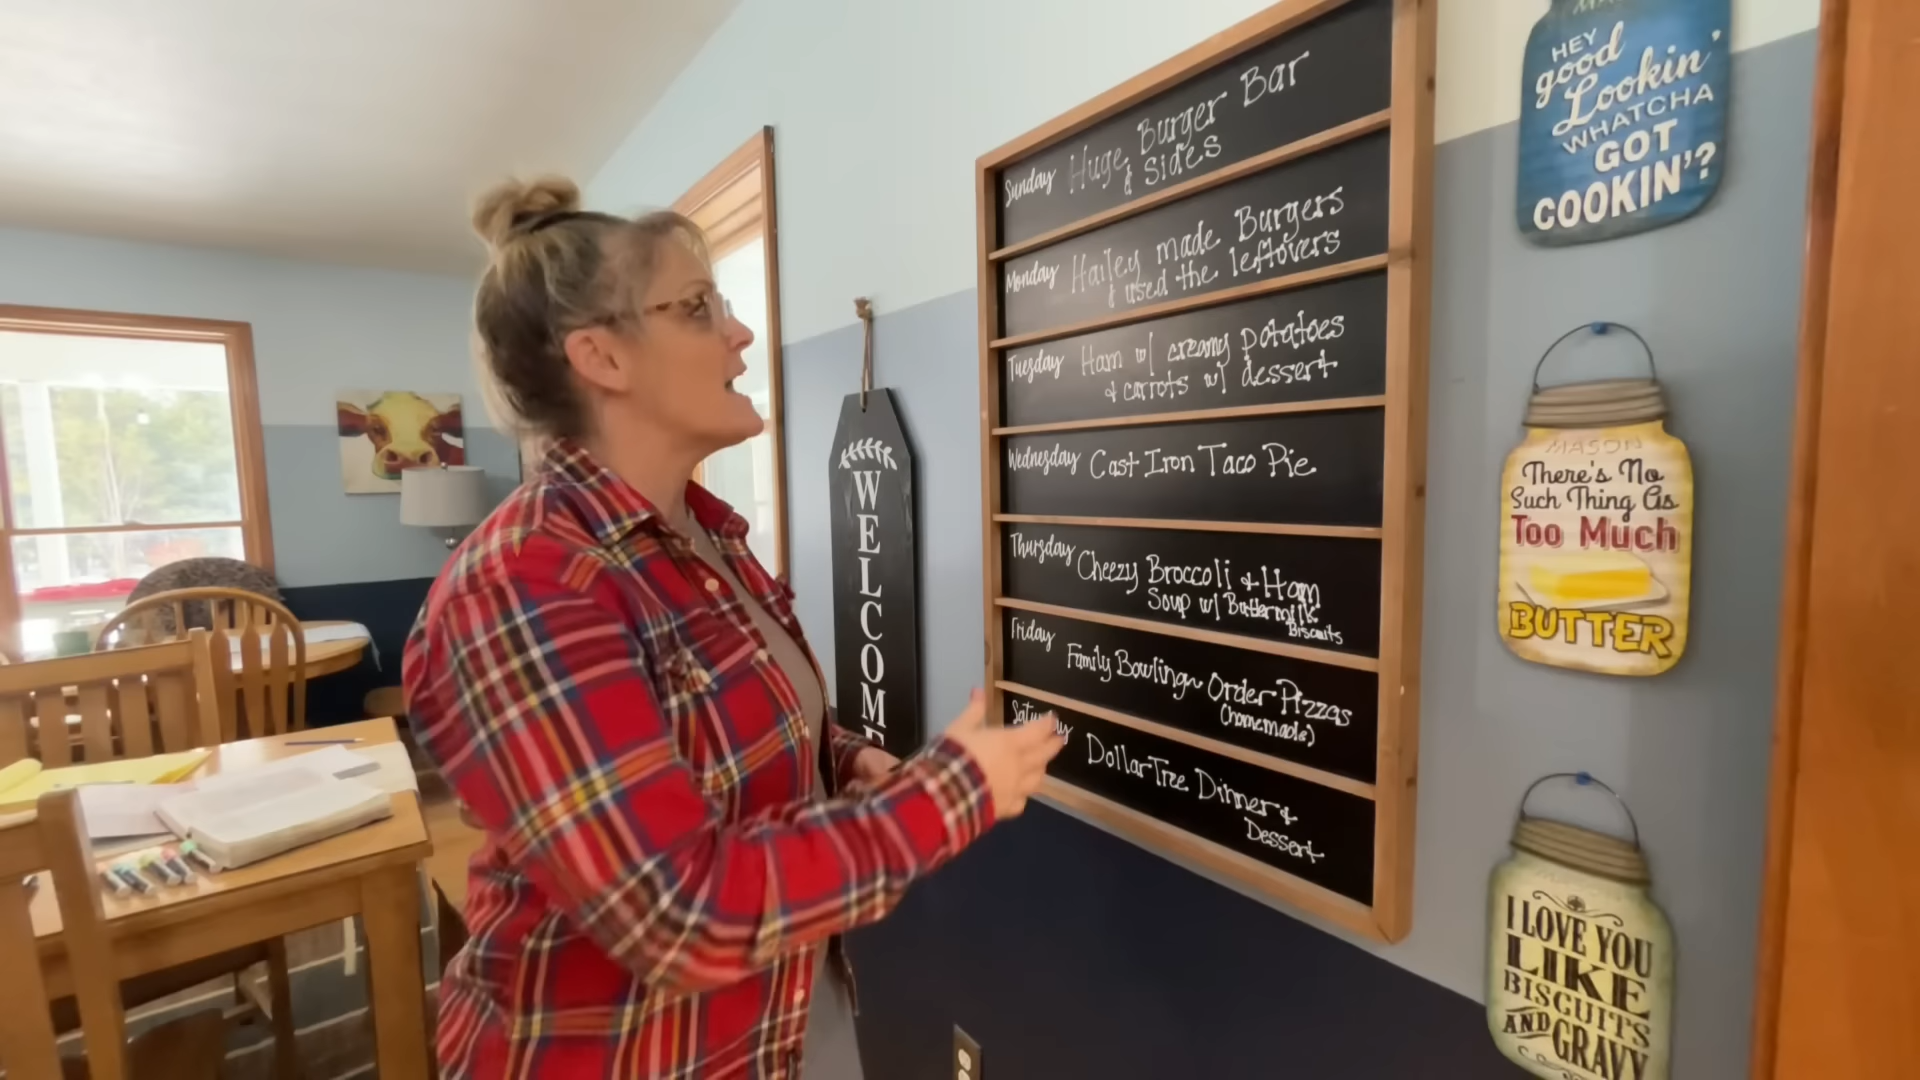 WELCOME
Sunday
Huge Burger Bar
& Sides
Monday
Hailey made Burgers
& used the leftovers
Tuesday
Ham w/ creamy potatoes
& carrots w/ dessert
Wednesday
Cast Iron Taco Pie
Thursday
Cheezy Broccoli & Ham
Soup w/ Buttermilk
Biscuits
Friday
Family Bowling~ Order Pizzas
(homemade)
Saturday
Dollar Tree Dinner &
Dessert
HEY
good
Lookin'
WHATCHA
GOT
COOKIN'?
MASON
There's No
Such Thing As
Too Much
BUTTER
I LOVE YOU
LIKE
BISCUITS
AND GRAVY